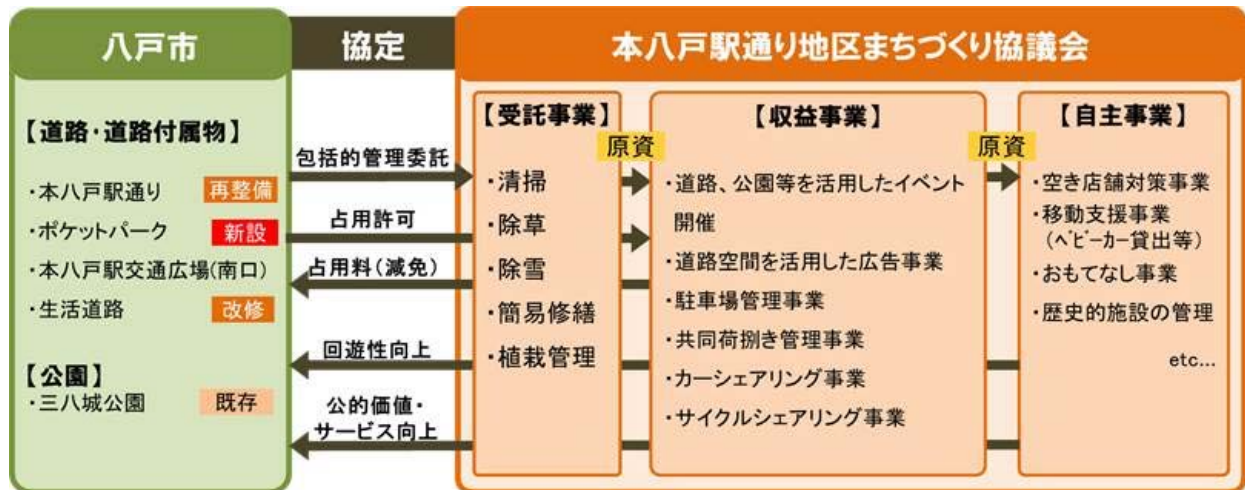 八戸市
協定
本八戸駅通り地区まちづくり協議会
【道路・道路付属物】
・本八戸駅通り 再整備
・ポケットパーク 新設
・本八戸駅交通広場(南口)
・生活道路 改修
【公園】
・三八城公園 既存
包括的管理委託
占用許可
占用料(減免)
回遊性向上
公的価値・
サービス向上
【受託事業】
・清掃
・除草
・除雪
・簡易修繕
・植栽管理
原資
【収益事業】
・道路、公園等を活用したイベント
開催
・道路空間を活用した広告事業
・駐車場管理事業
・共同荷捌き管理事業
・カーシェアリング事業
・サイクルシェアリング事業
原資
【自主事業】
・空き店舗対策事業
・移動支援事業
(ベビーカー貸出等)
・おもてなし事業
・歴史的施設の管理
etc...